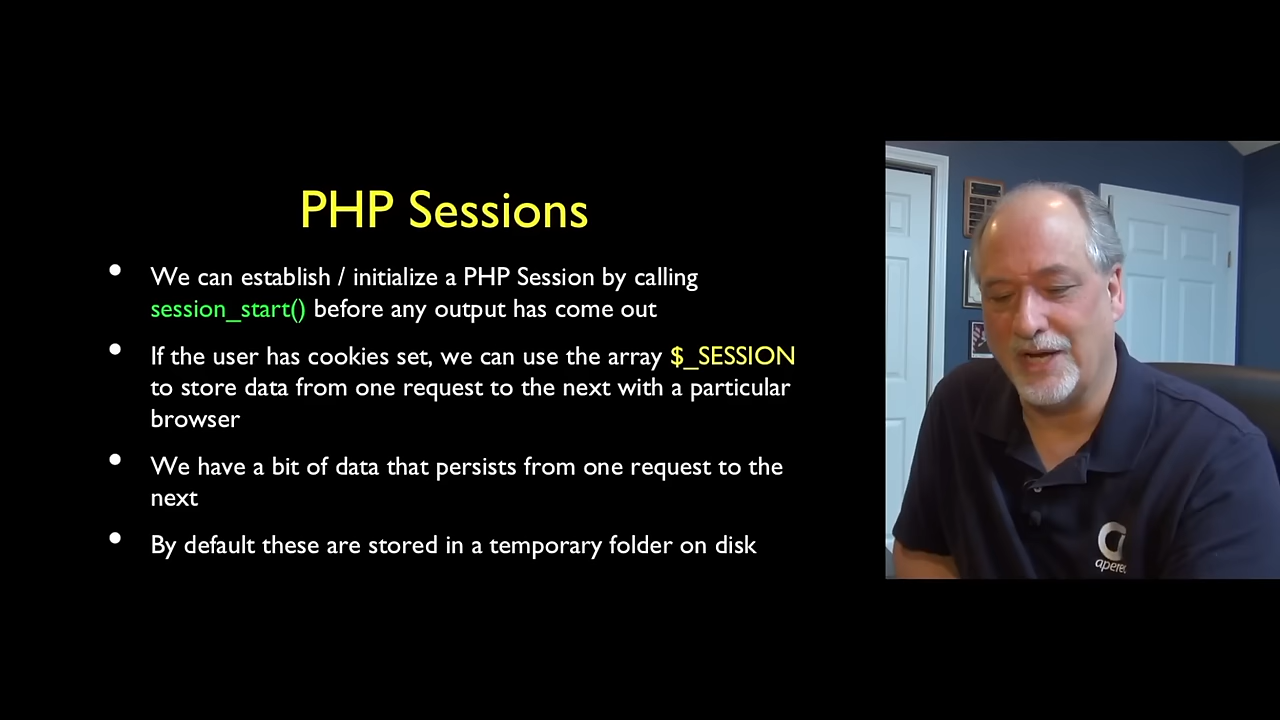 PHP Sessions
• We can establish / initialize a PHP Session by calling
session_start() before any output has come out
• If the user has cookies set, we can use the array $_SESSION
to store data from one request to the next with a particular
browser
• We have a bit of data that persists from one request to the
next
• By default these are stored in a temporary folder on disk